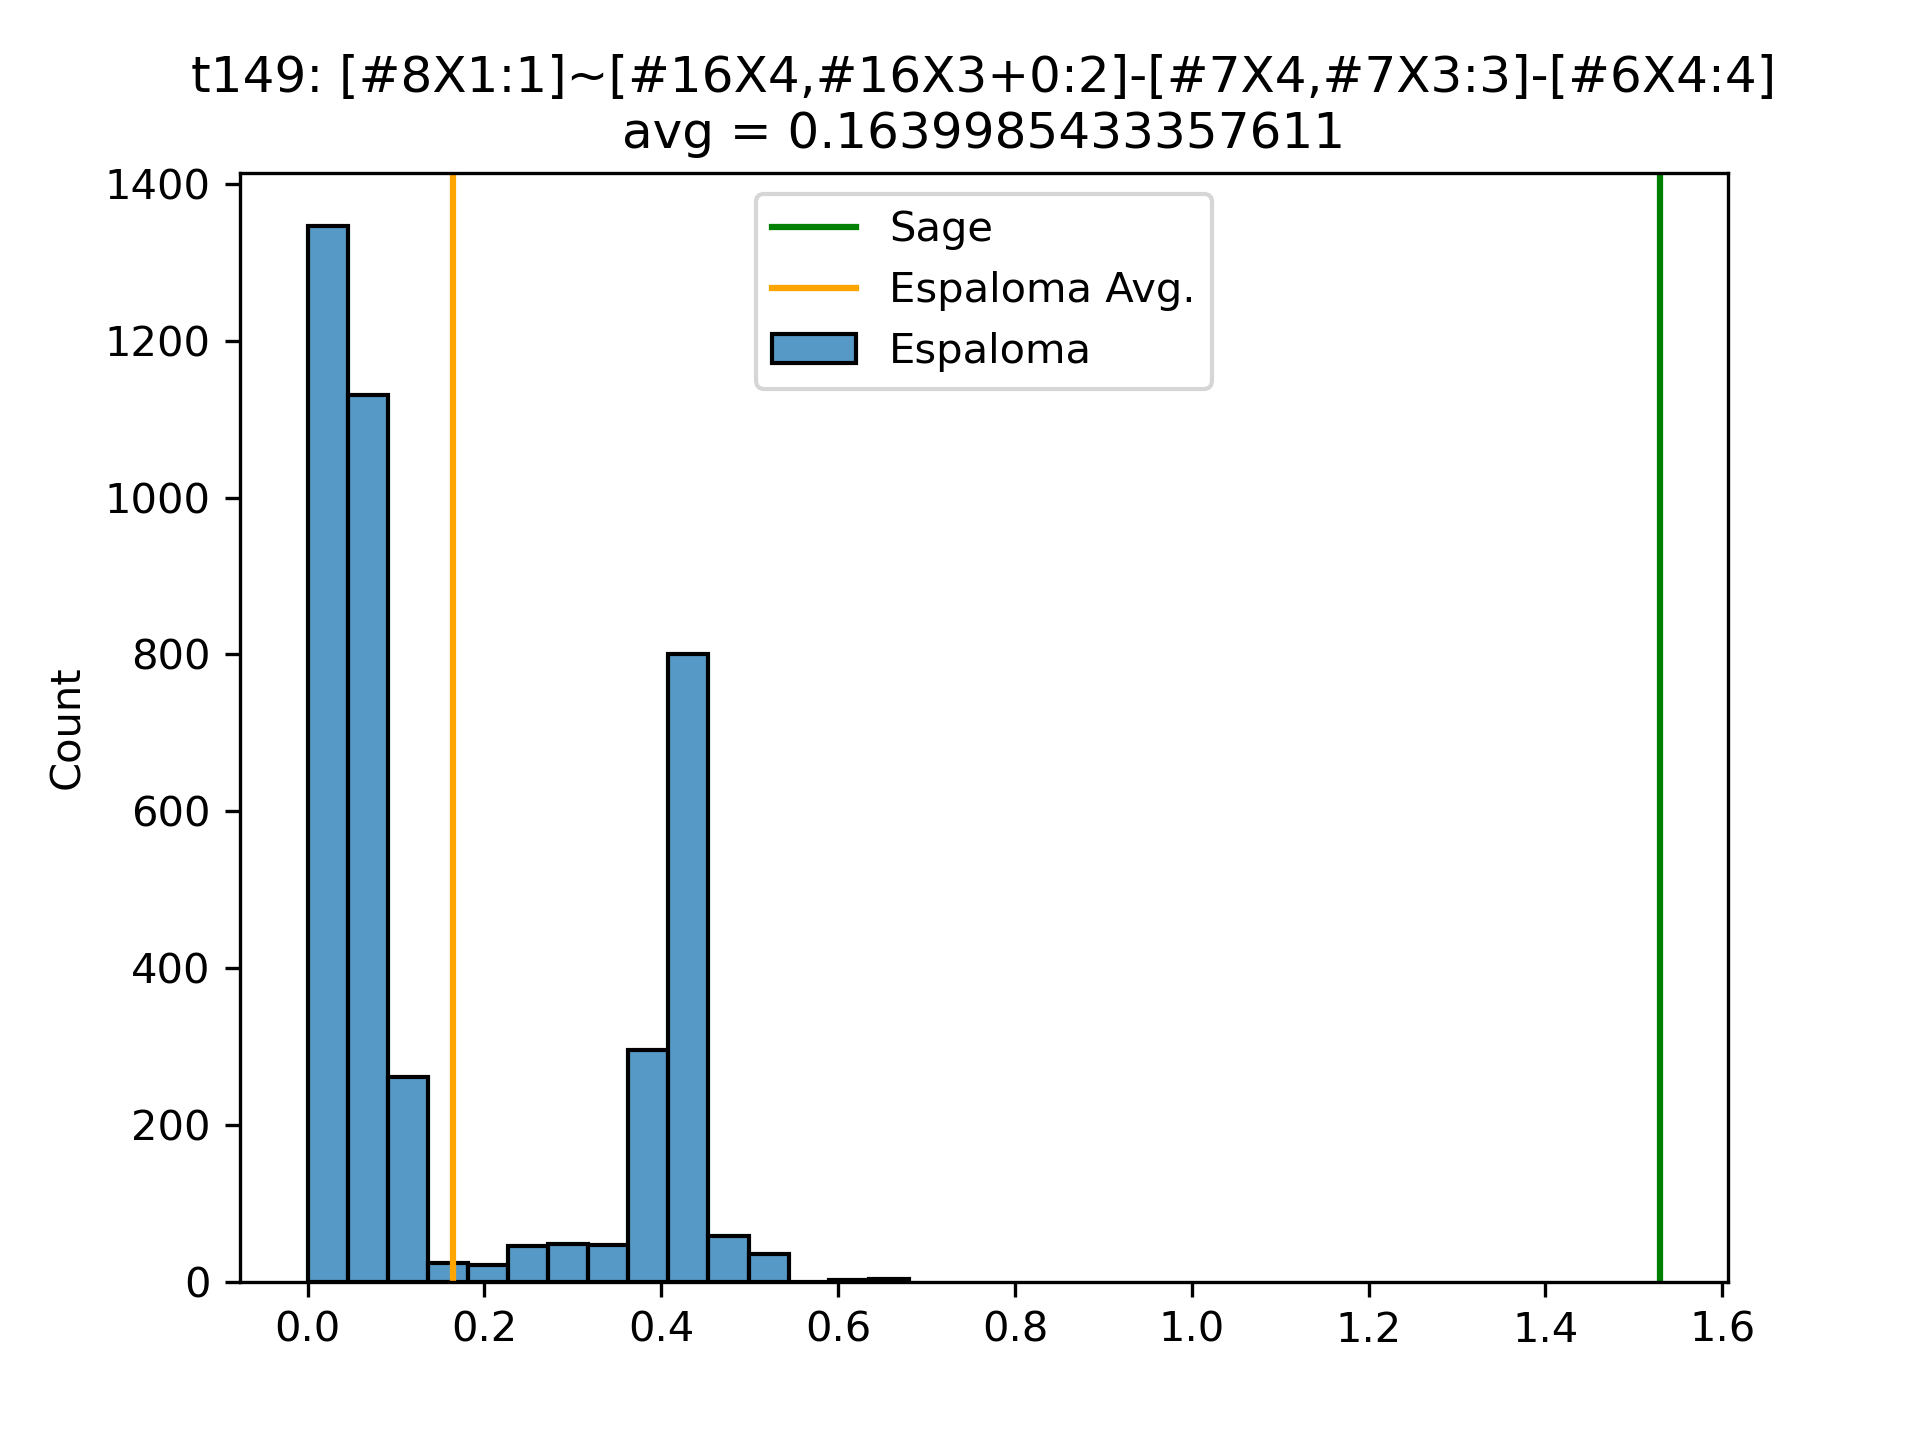 t149: [#8X1:1]~[#16X4,#16X3+0:2]-[#7X4,#7X3:3]-[#6X4:4]
avg = 0.1639985433357611
Sage
Espaloma Avg.
Espaloma
1400
1200
1000
800
600
400
200
0
Count
0.0 0.2 0.4 0.6 0.8 1.0 1.2 1.4 1.6